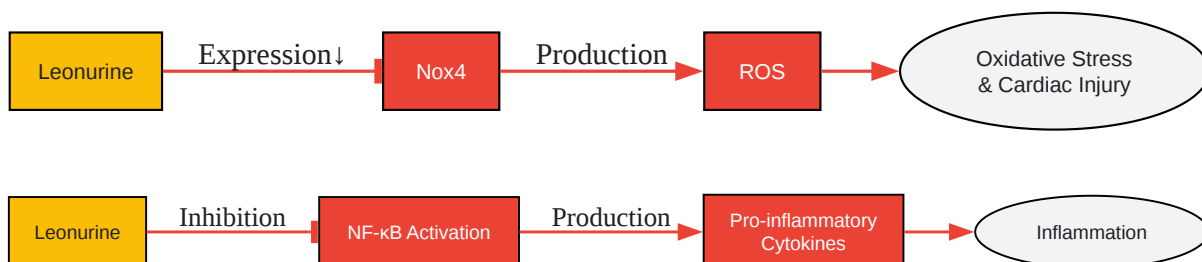 Leonurine
Expression↓
Nox4
Production
ROS
Oxidative Stress
& Cardiac Injury
Leonurine
Inhibition
NF-κB Activation
Production
Pro-inflammatory
Cytokines
Inflammation